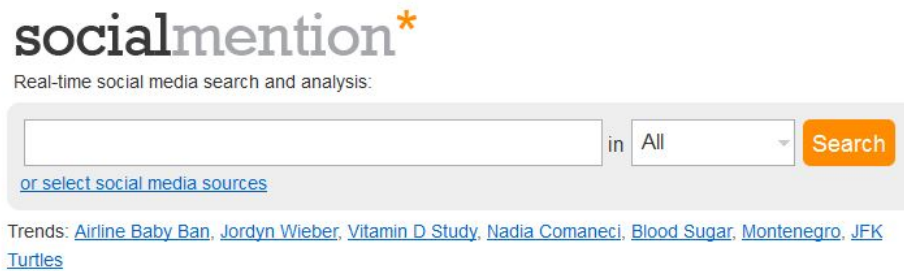 socialmention*
Real-time social media search and analysis:
in All Search
or select social media sources
Trends: Airline Baby Ban, Jordyn Wieber, Vitamin D Study, Nadia Comaneci, Blood Sugar, Montenegro, JFK
Turtles